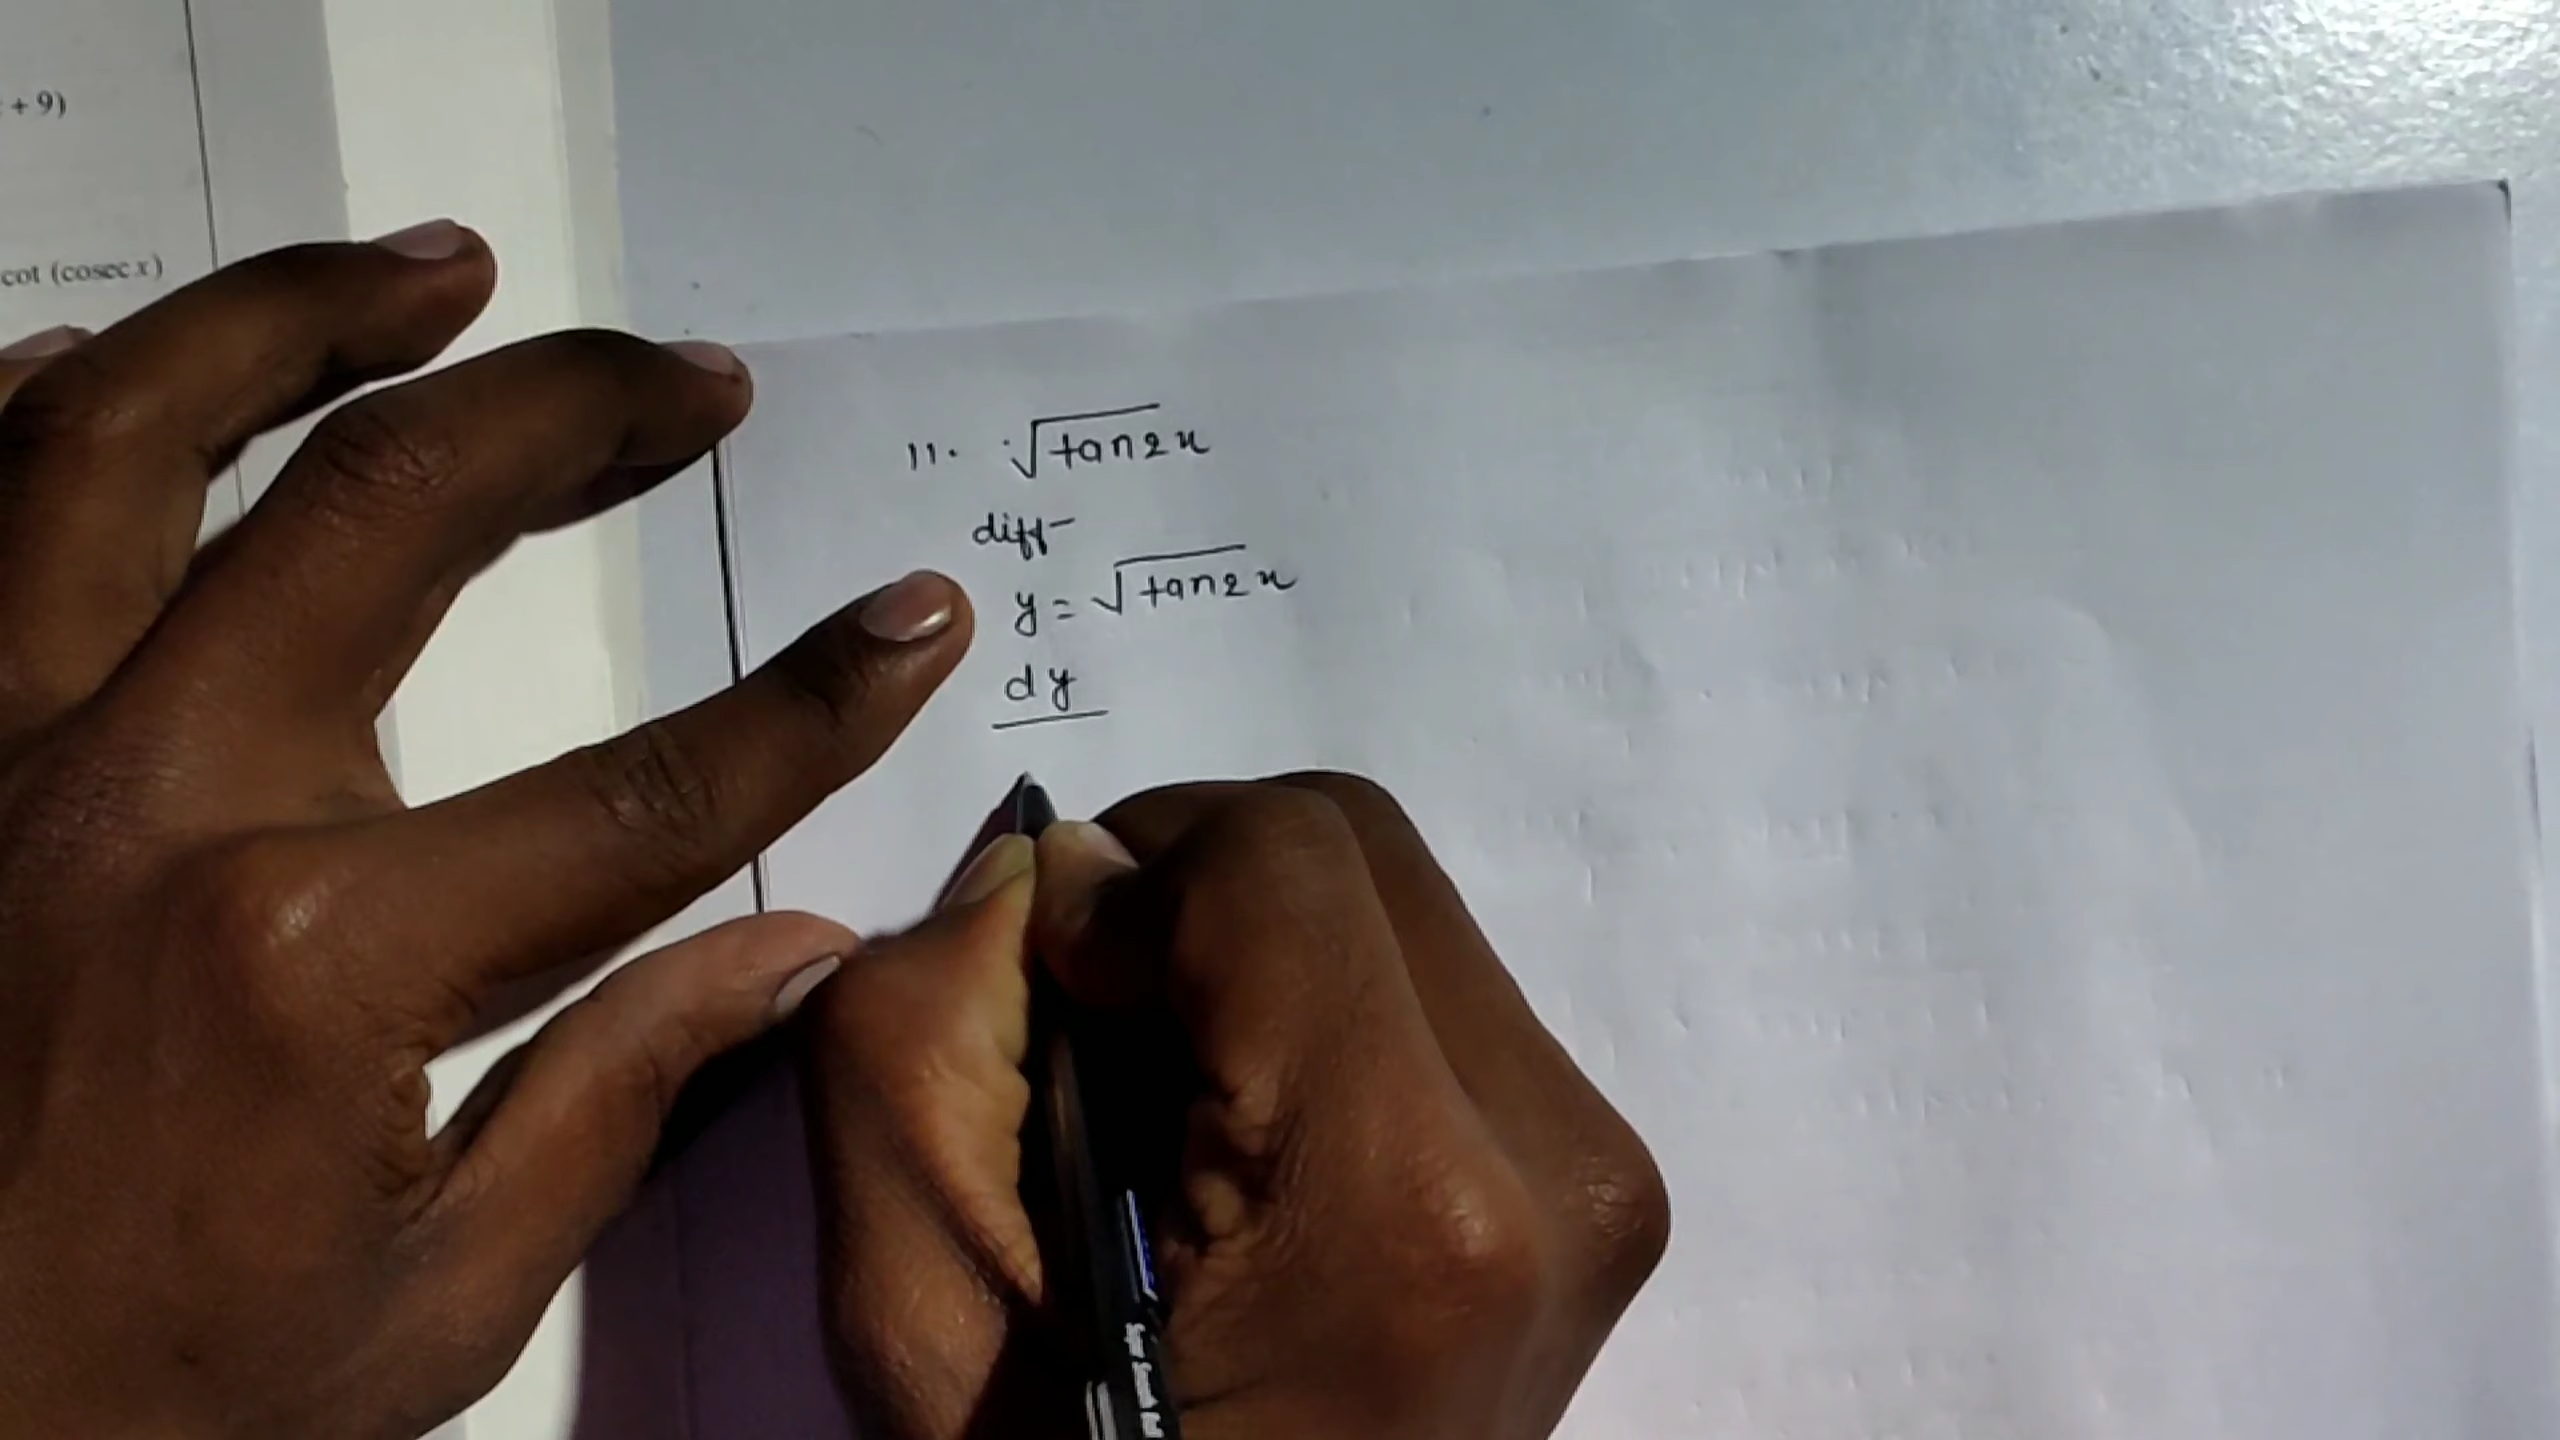 + 9)
cot (cosec x)
11. √tan2x
diff
y = √tan2x
dy